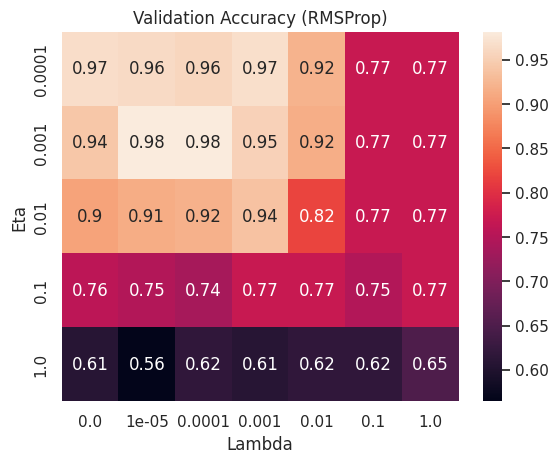 Validation Accuracy (RMSProp)
0.0001 0.97 0.96 0.96 0.97 0.92 0.77 0.77
0.001 0.94 0.98 0.98 0.95 0.92 0.77 0.77
0.01 0.9 0.91 0.92 0.94 0.82 0.77 0.77
0.1 0.76 0.75 0.74 0.77 0.77 0.75 0.77
1.0 0.61 0.56 0.62 0.61 0.62 0.62 0.65
0.0 1e-05 0.0001 0.001 0.01 0.1 1.0
Eta
Lambda
0.95
0.90
0.85
0.80
0.75
0.70
0.65
0.60